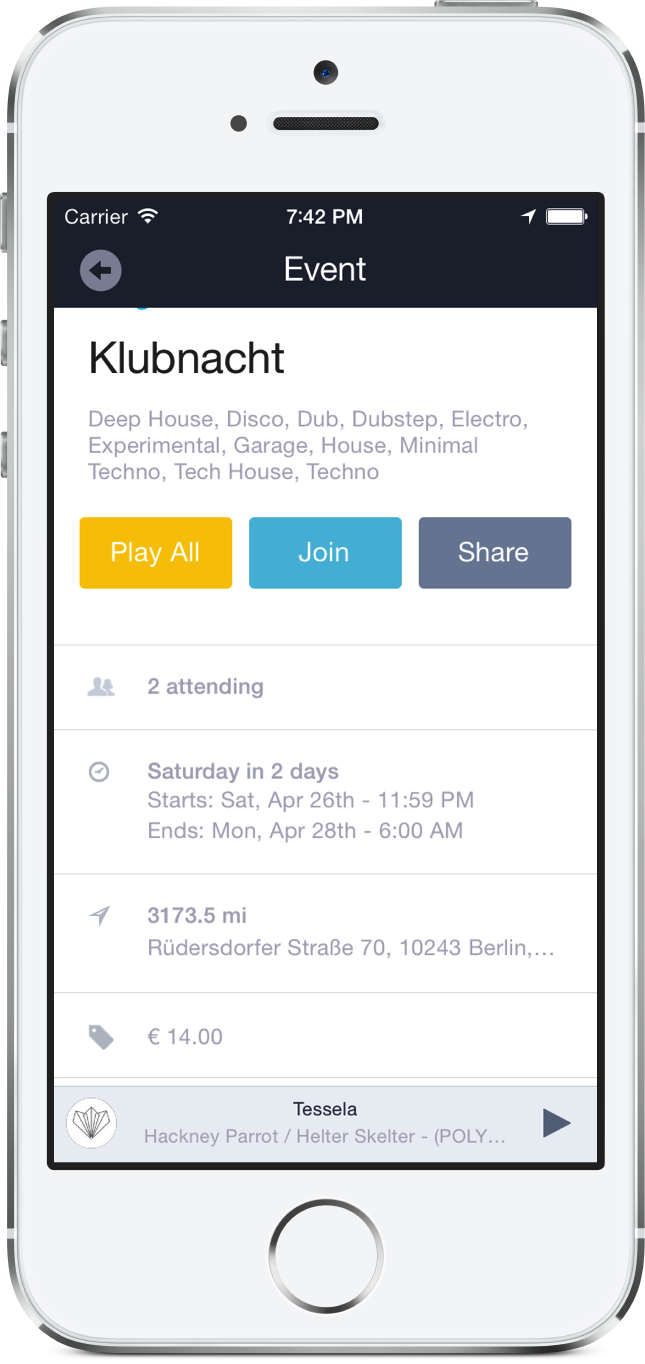 Carrier 7:42 PM
Event
Klubnacht
Deep House, Disco, Dub, Dubstep, Electro,
Experimental, Garage, House, Minimal
Techno, Tech House, Techno
Play All Join Share
2 attending
Saturday in 2 days
Starts: Sat, Apr 26th - 11:59 PM
Ends: Mon, Apr 28th - 6:00 AM
3173.5 mi
Rüdersdorfer Straße 70, 10243 Berlin,...
€ 14.00
Tessela
Hackney Parrot / Helter Skelter - (POLY...